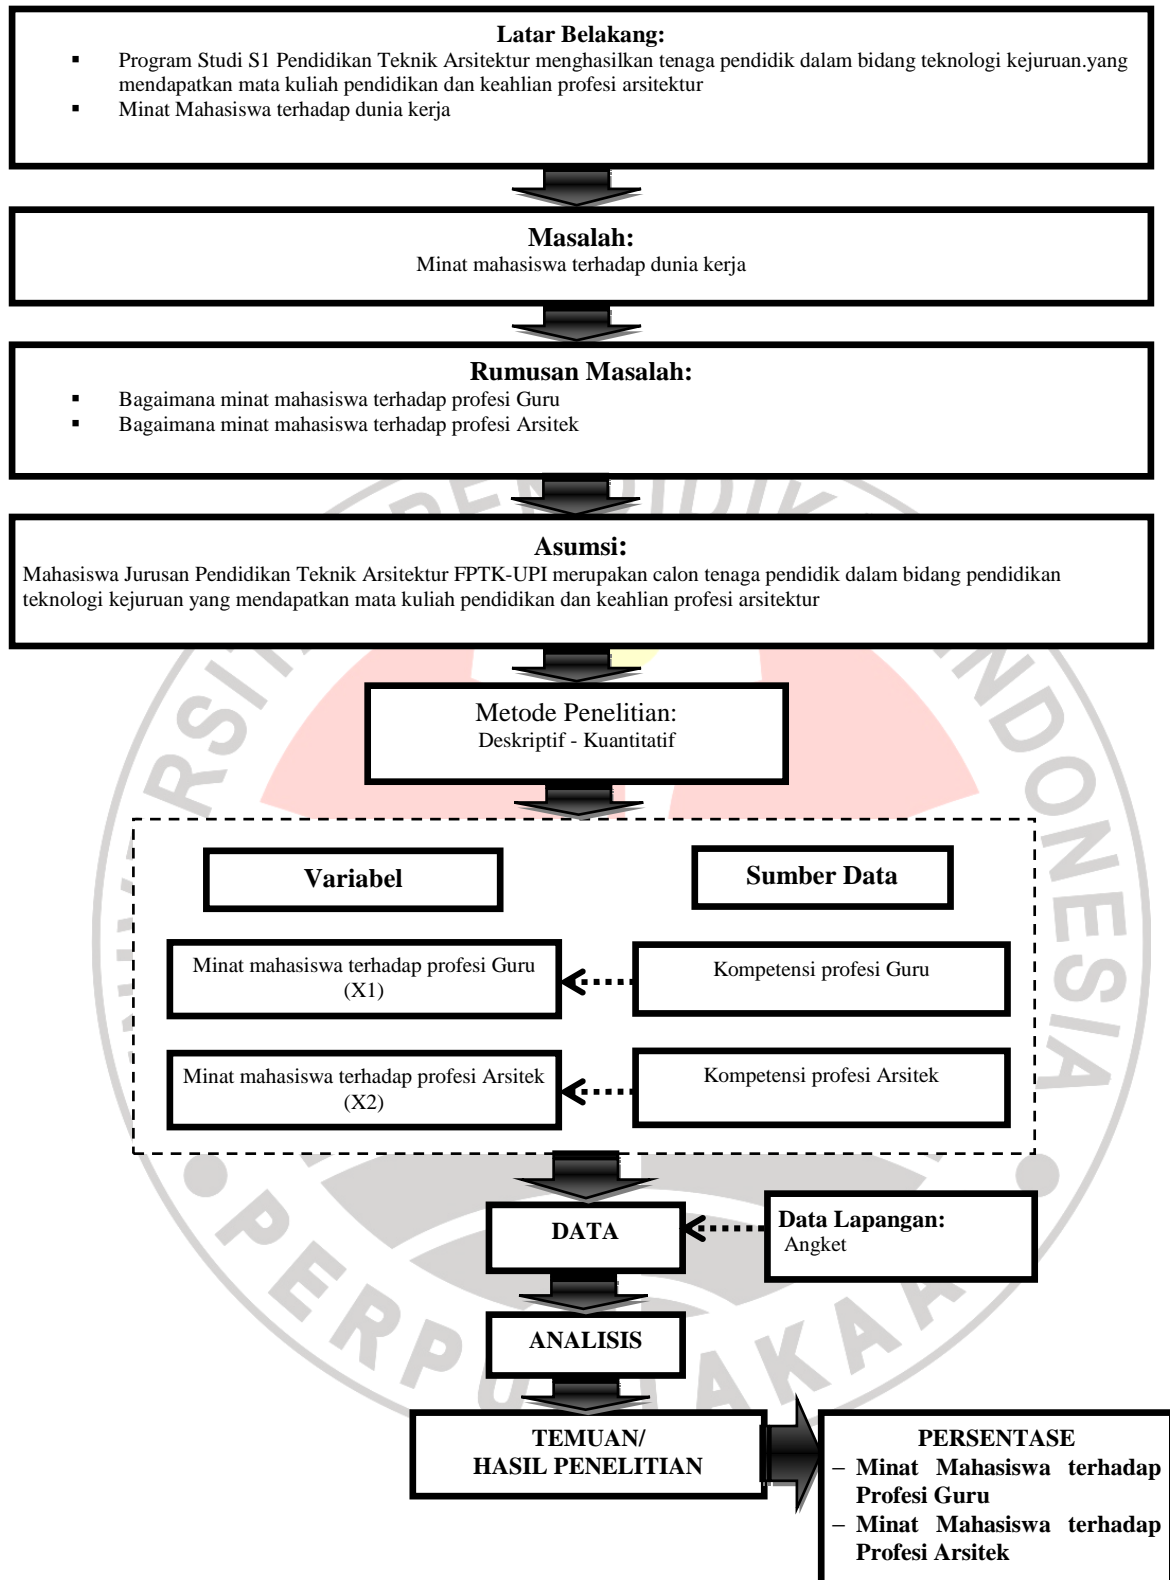 Latar Belakang:
▪ Program Studi S1 Pendidikan Teknik Arsitektur menghasilkan tenaga pendidik dalam bidang teknologi kejuruan.yang
mendapatkan mata kuliah pendidikan dan keahlian profesi arsitektur
▪ Minat Mahasiswa terhadap dunia kerja
Masalah:
Minat mahasiswa terhadap dunia kerja
Rumusan Masalah:
▪ Bagaimana minat mahasiswa terhadap profesi Guru
▪ Bagaimana minat mahasiswa terhadap profesi Arsitek
Asumsi:
Mahasiswa Jurusan Pendidikan Teknik Arsitektur FPTK-UPI merupakan calon tenaga pendidik dalam bidang pendidikan
teknologi kejuruan yang mendapatkan mata kuliah pendidikan dan keahlian profesi arsitektur
Metode Penelitian:
Deskriptif - Kuantitatif
Variabel
Sumber Data
Minat mahasiswa terhadap profesi Guru
(X1)
Kompetensi profesi Guru
Minat mahasiswa terhadap profesi Arsitek
(X2)
Kompetensi profesi Arsitek
DATA
Data Lapangan:
Angket
ANALISIS
TEMUAN/
HASIL PENELITIAN
PERSENTASE
– Minat Mahasiswa terhadap
Profesi Guru
– Minat Mahasiswa terhadap
Profesi Arsitek